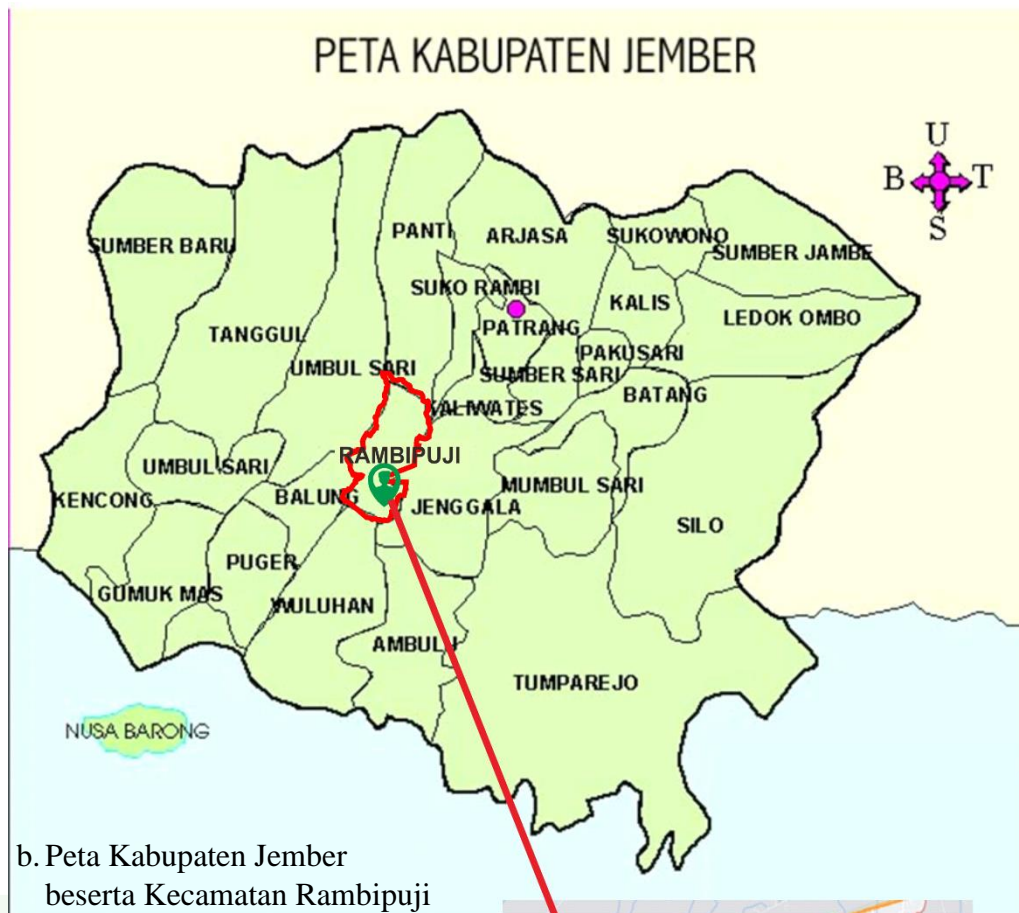 PETA KABUPATEN JEMBER
U
B T
S
PANTI
ARJASA
SUKOWONO
SUMBER BARU
SUMBER JAMBE
SUKO RAMBI
KALIS
LEDOK OMBO
TANGGUL
PATRANG
PAKUSARI
UMBUL SARI
SUMBER SARI
BATANG
KALIWATES
RAMBIPUJI
UMBUL SARI
MUMBUL SARI
KENCONG
BALUNG
JENGGALA
SILO
PUGER
GUMUK MAS
WULUHAN
AMBULU
TUMPAREJO
NUSA BARONG
b. Peta Kabupaten Jember
beserta Kecamatan Rambipuji